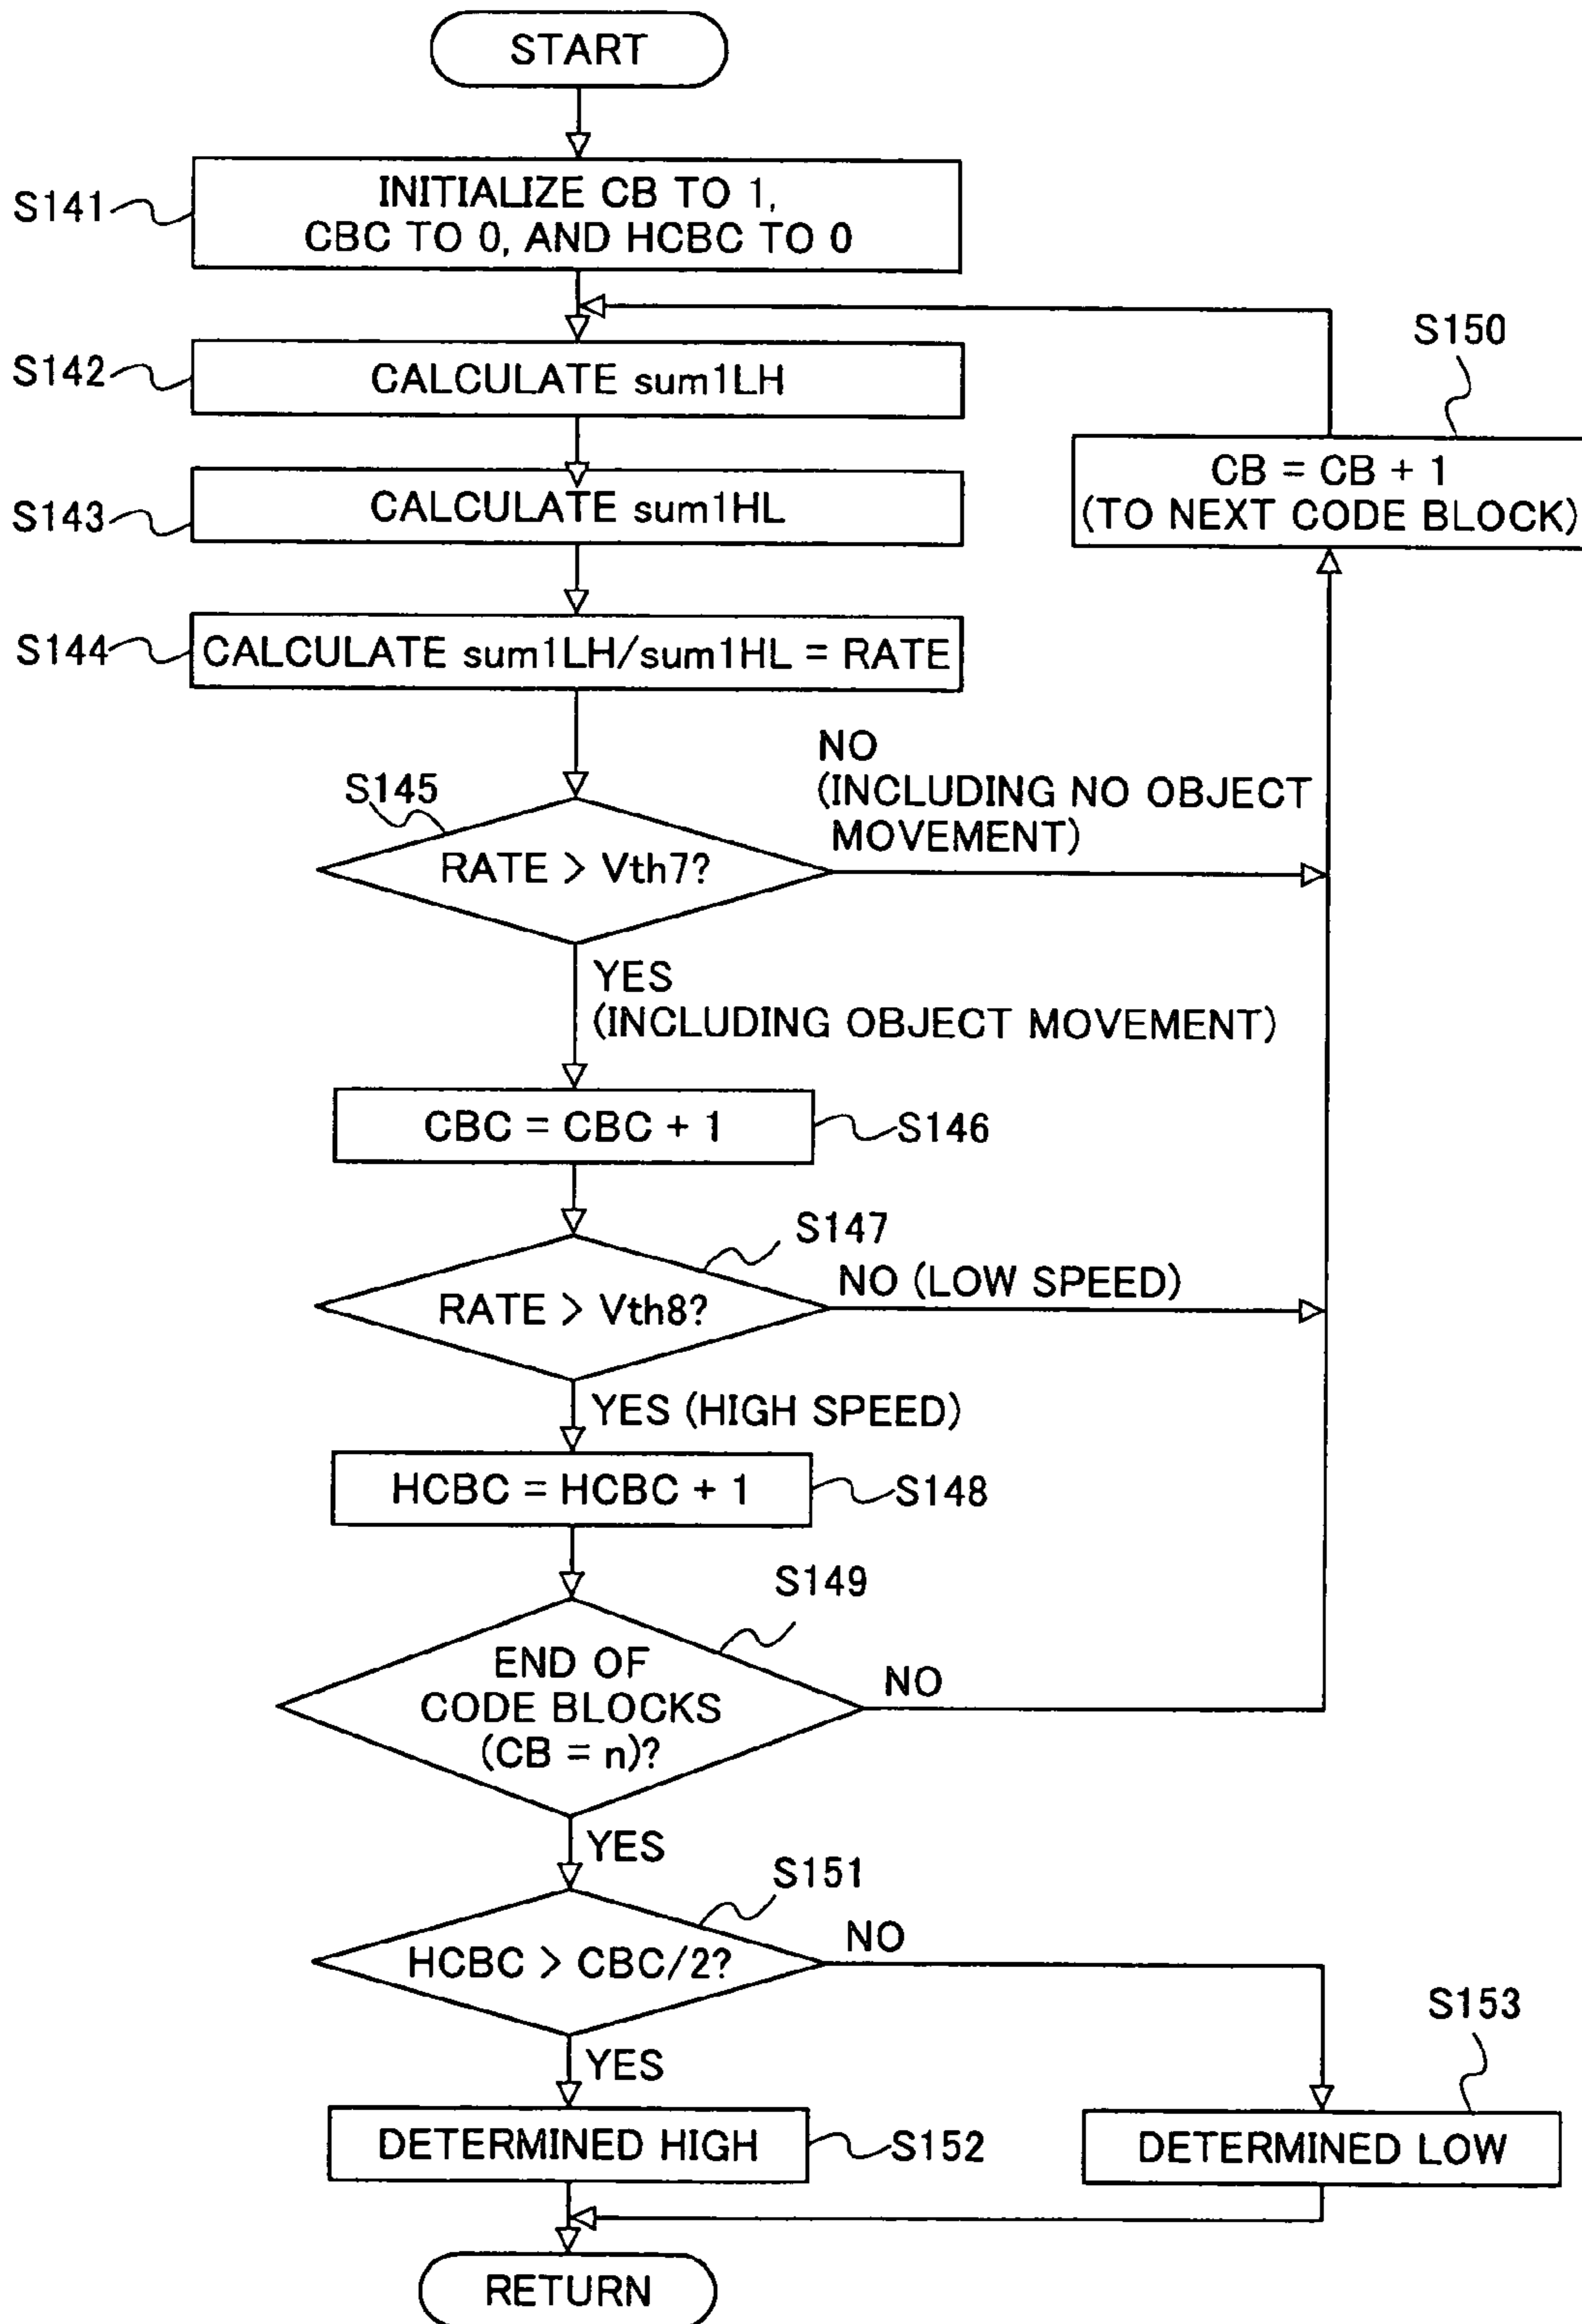 START
S141
INITIALIZE CB TO 1,
CBC TO 0, AND HCBC TO 0
S142
CALCULATE sum1LH
S150
CB = CB + 1
(TO NEXT CODE BLOCK)
S143
CALCULATE sum1HL
S144
CALCULATE sum1LH/sum1HL = RATE
S145
RATE > Vth7?
NO
(INCLUDING NO OBJECT
MOVEMENT)
YES
(INCLUDING OBJECT MOVEMENT)
CBC = CBC + 1
S146
S147
RATE > Vth8?
NO (LOW SPEED)
YES (HIGH SPEED)
HCBC = HCBC + 1
S148
S149
END OF
CODE BLOCKS
(CB = n)?
NO
YES
S151
HCBC > CBC/2?
NO
YES
S153
DETERMINED HIGH
S152
DETERMINED LOW
RETURN